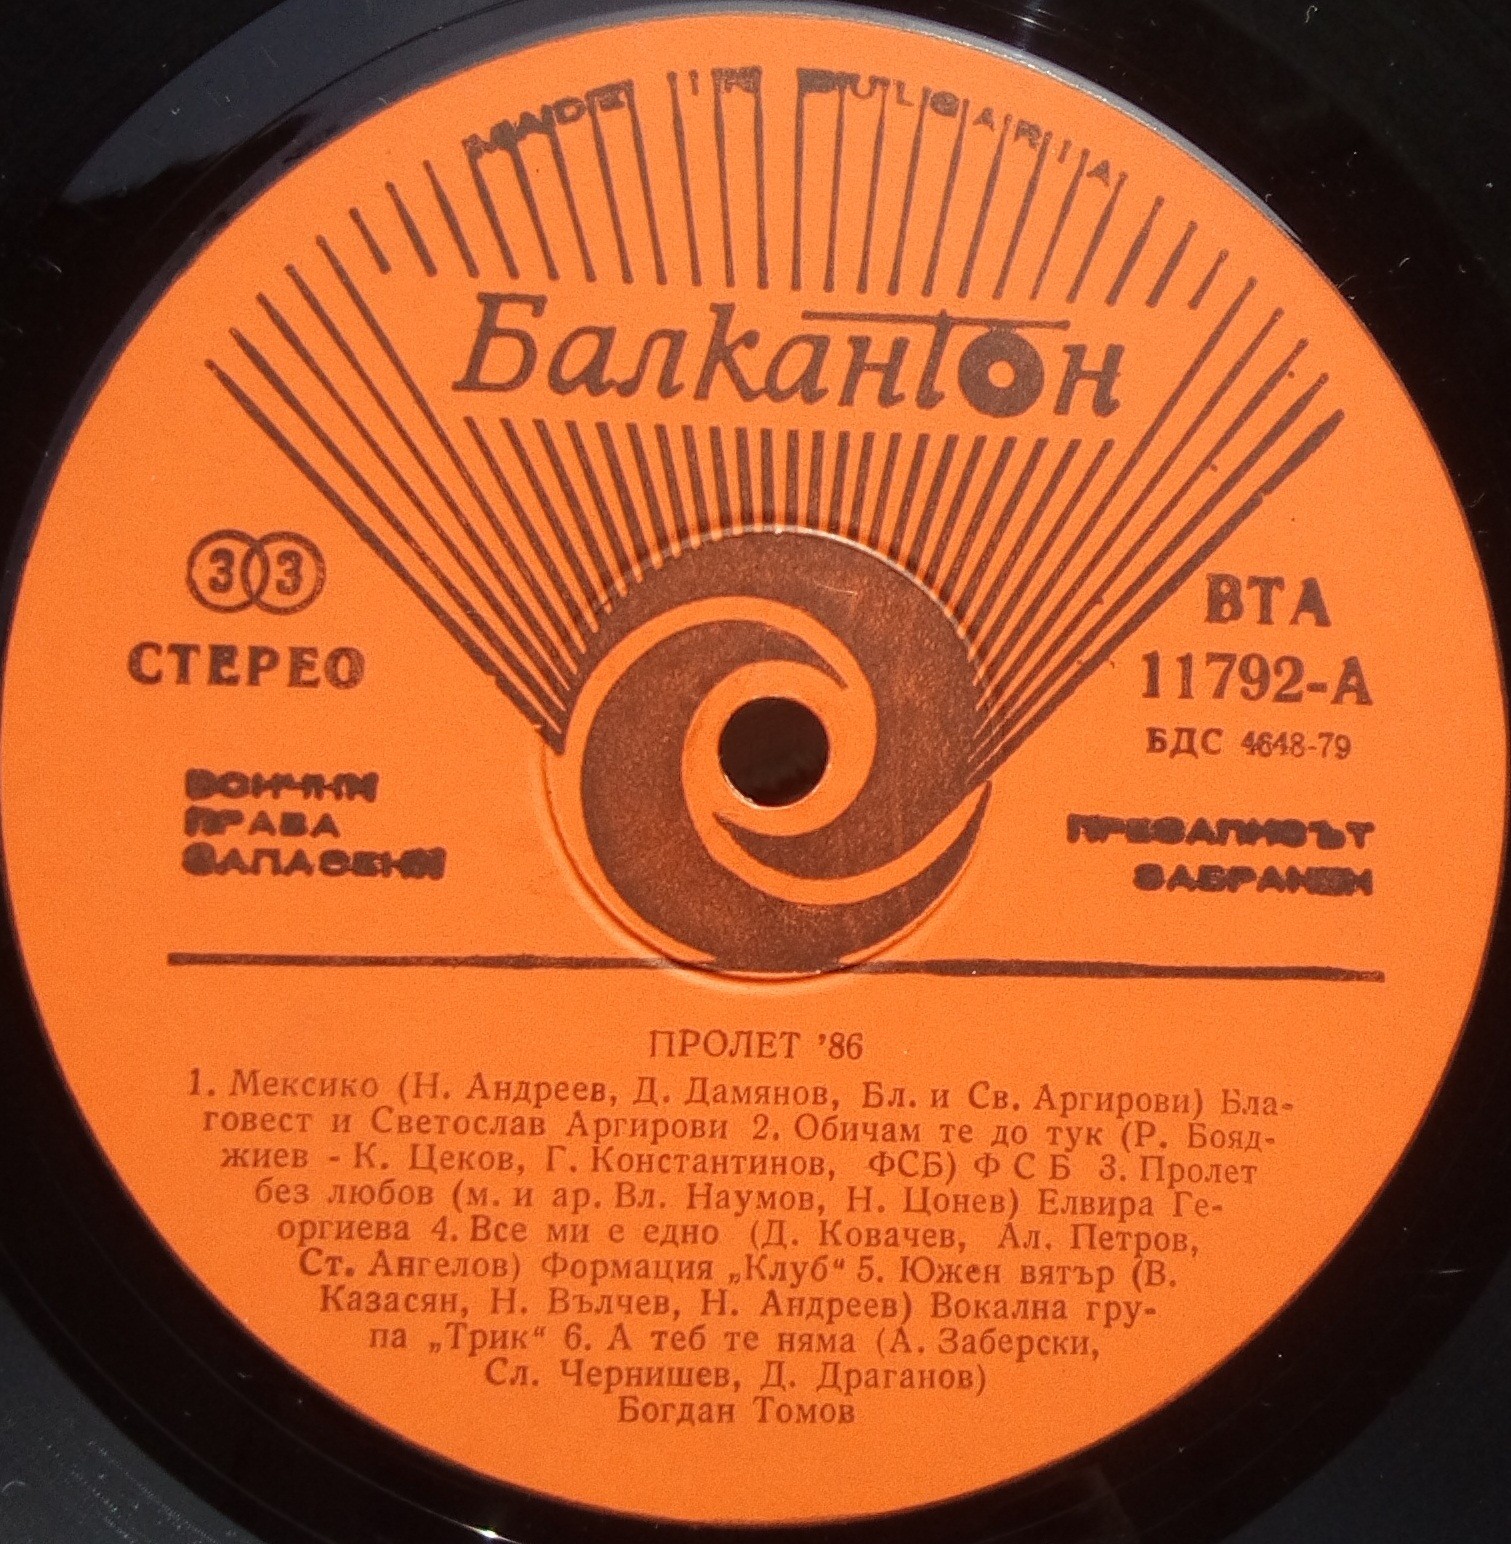 MADE IN BULGARIA
Балкантон
33
СТЕРЕО
ВТА
11792-А
БДС 4648-79
ВСИЧКИ
ПРАВА
ЗАПАЗЕНИ
ПРЕЗАПИСЪТ
ЗАБРАНЕН
ПРОЛЕТ ’86
1. Мексико (Н. Андреев, Д. Дамянов, Бл. и Св. Аргирови) Бла-
говест и Светослав Аргирови 2. Обичам те до тук (Р. Бояд-
жиев - К. Цеков, Г. Константинов, ФСБ) Ф С Б 3. Пролет
без любов (м. и ар. Вл. Наумов, Н. Цонев) Елвира Ге-
оргиева 4. Все ми е едно (Д. Ковачев, Ал. Петров,
Ст. Ангелов) Формация „Клуб“ 5. Южен вятър (В.
Казасян, Н. Вълчев, Н. Андреев) Вокална гру-
па „Трик“ 6. А теб те няма (А. Заберски,
Сл. Чернишев, Д. Драганов)
Богдан Томов